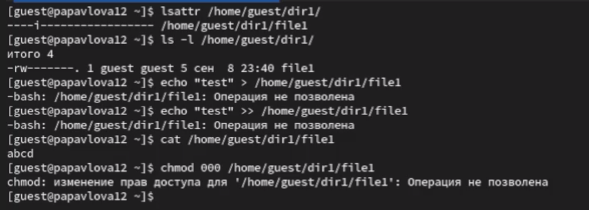 [guest@papavlova12 ~]$ lsattr /home/guest/dir1/
----i----------------- /home/guest/dir1/file1
[guest@papavlova12 ~]$ ls -l /home/guest/dir1/
итого 4
-rw-------. 1 guest guest 5 сен  8 23:40 file1
[guest@papavlova12 ~]$ echo "test" > /home/guest/dir1/file1
-bash: /home/guest/dir1/file1: Операция не позволена
[guest@papavlova12 ~]$ echo "test" >> /home/guest/dir1/file1
-bash: /home/guest/dir1/file1: Операция не позволена
[guest@papavlova12 ~]$ cat /home/guest/dir1/file1
abcd
[guest@papavlova12 ~]$ chmod 000 /home/guest/dir1/file1
chmod: изменение прав доступа для '/home/guest/dir1/file1': Операция не позволена
[guest@papavlova12 ~]$